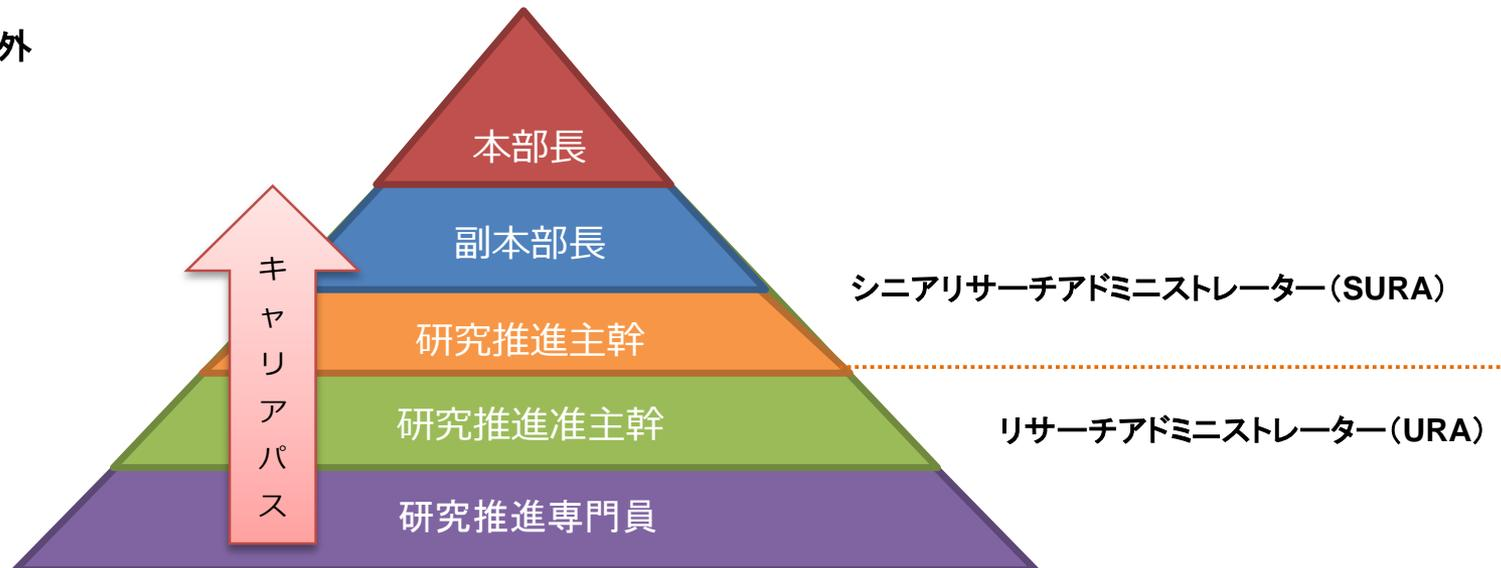 外
本部長
副本部長
シニアリサーチアドミニストレーター（SURA）
研究推進主幹
研究推進准主幹
リサーチアドミニストレーター（URA）
研究推進専門員
キャリアパス